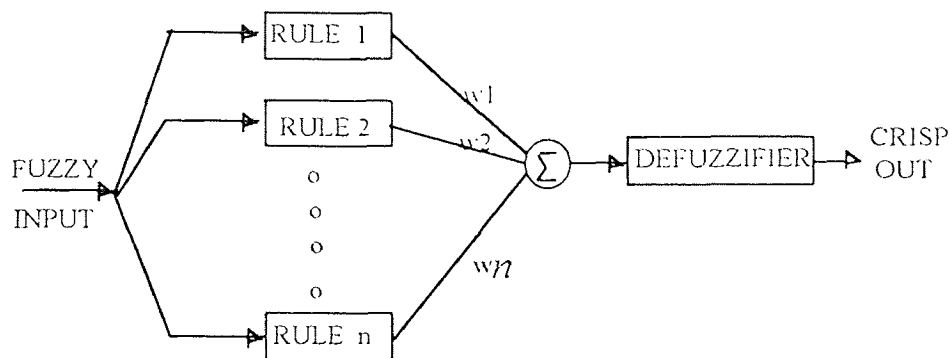 RULE 1
w1
RULE 2
w2
FUZZY
INPUT
Σ
DEFUZZIFIER
CRISP
OUT
o
o
o
o
wn
RULE n